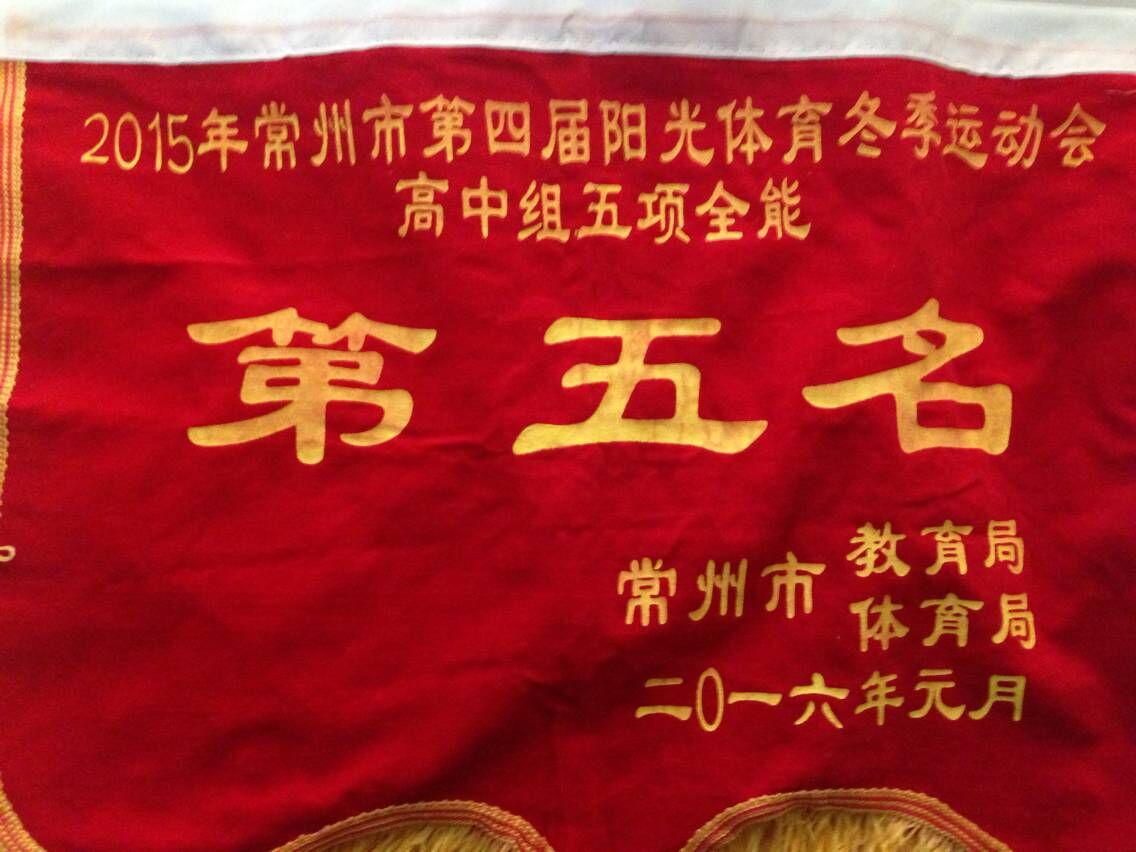 2015年常州市第四届阳光体育冬季运动会
高中组五项全能
第五名
常州市 教育局
体育局
二〇一六年元月